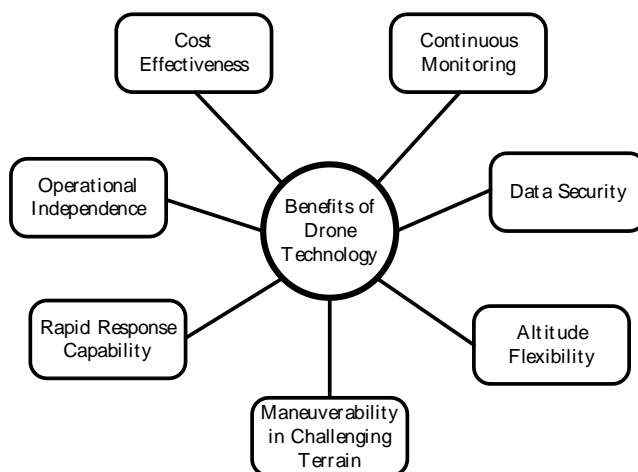 Cost
Effectiveness
Continuous
Monitoring
Operational
Independence
Benefits of
Drone
Technology
Data Security
Rapid Response
Capability
Altitude
Flexibility
Maneuverability
in Challenging
Terrain